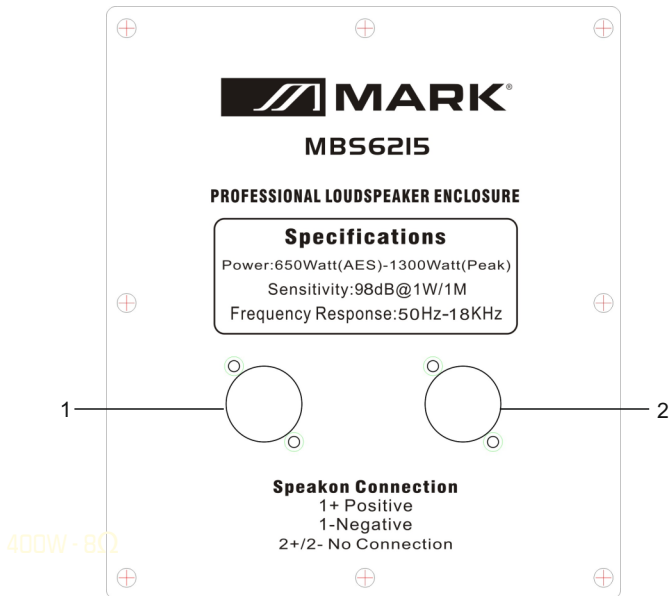 MARK®
MBS6215
PROFESSIONAL LOUDSPEAKER ENCLOSURE
Specifications
Power:650Watt(AES)-1300Watt(Peak)
Sensitivity:98dB@1W/1M
Frequency Response:50Hz-18KHz
1
2
Speakon Connection
1+ Positive
1-Negative
2+/2- No Connection
400W - 8Ω